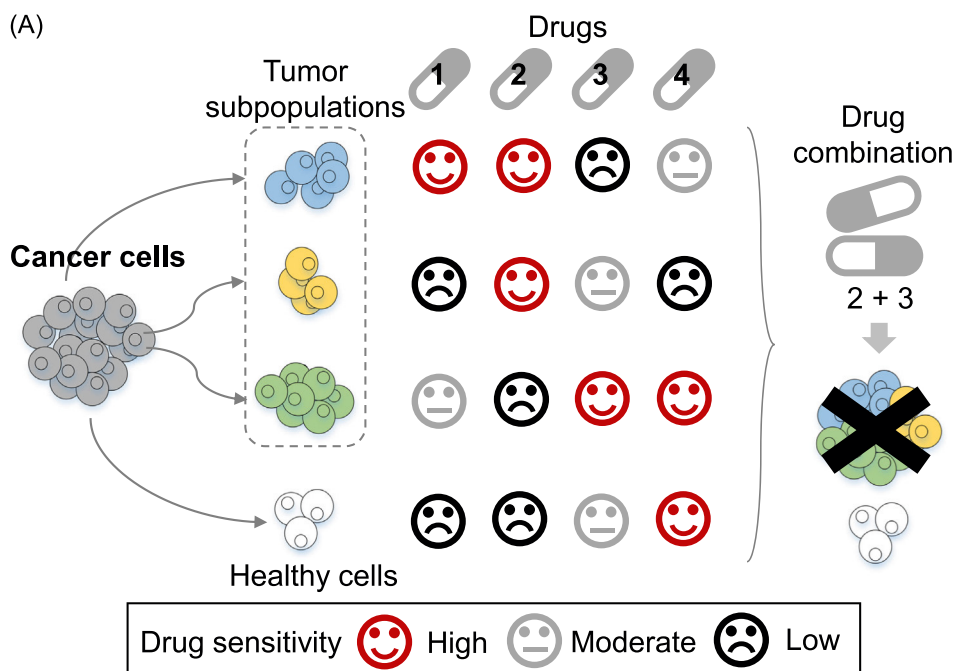 (A)
Drugs
1 2 3 4
Tumor
subpopulations
Drug
combination
Cancer cells
2 + 3
Healthy cells
Drug sensitivity High Moderate Low